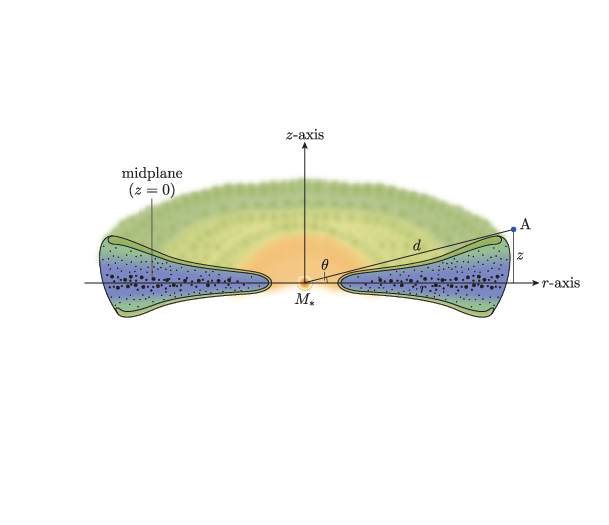 z-axis
midplane
(z = 0)
A
d
z
θ
r-axis
r
M*